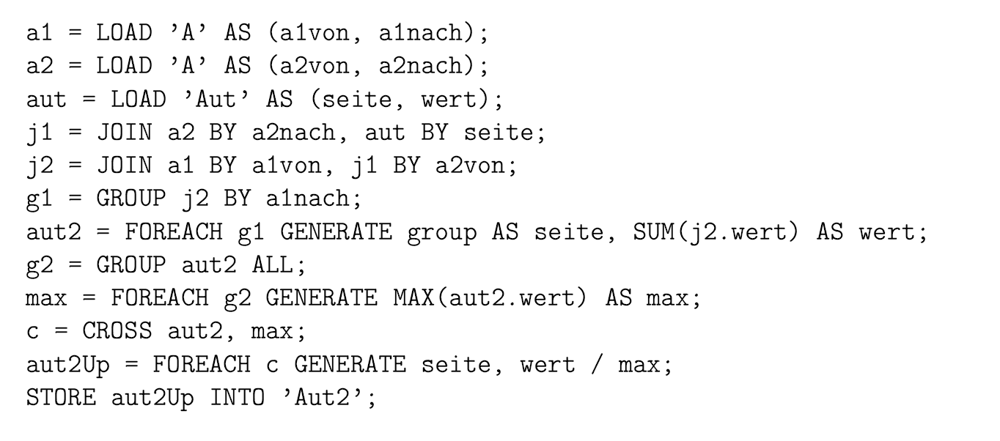 a1 = LOAD ’A’ AS (a1von, a1nach);
a2 = LOAD ’A’ AS (a2von, a2nach);
aut = LOAD ’Aut’ AS (seite, wert);
j1 = JOIN a2 BY a2nach, aut BY seite;
j2 = JOIN a1 BY a1von, j1 BY a2von;
g1 = GROUP j2 BY a1nach;
aut2 = FOREACH g1 GENERATE group AS seite, SUM(j2.wert) AS wert;
g2 = GROUP aut2 ALL;
max = FOREACH g2 GENERATE MAX(aut2.wert) AS max;
c = CROSS aut2, max;
aut2Up = FOREACH c GENERATE seite, wert / max;
STORE aut2Up INTO ’Aut2’;